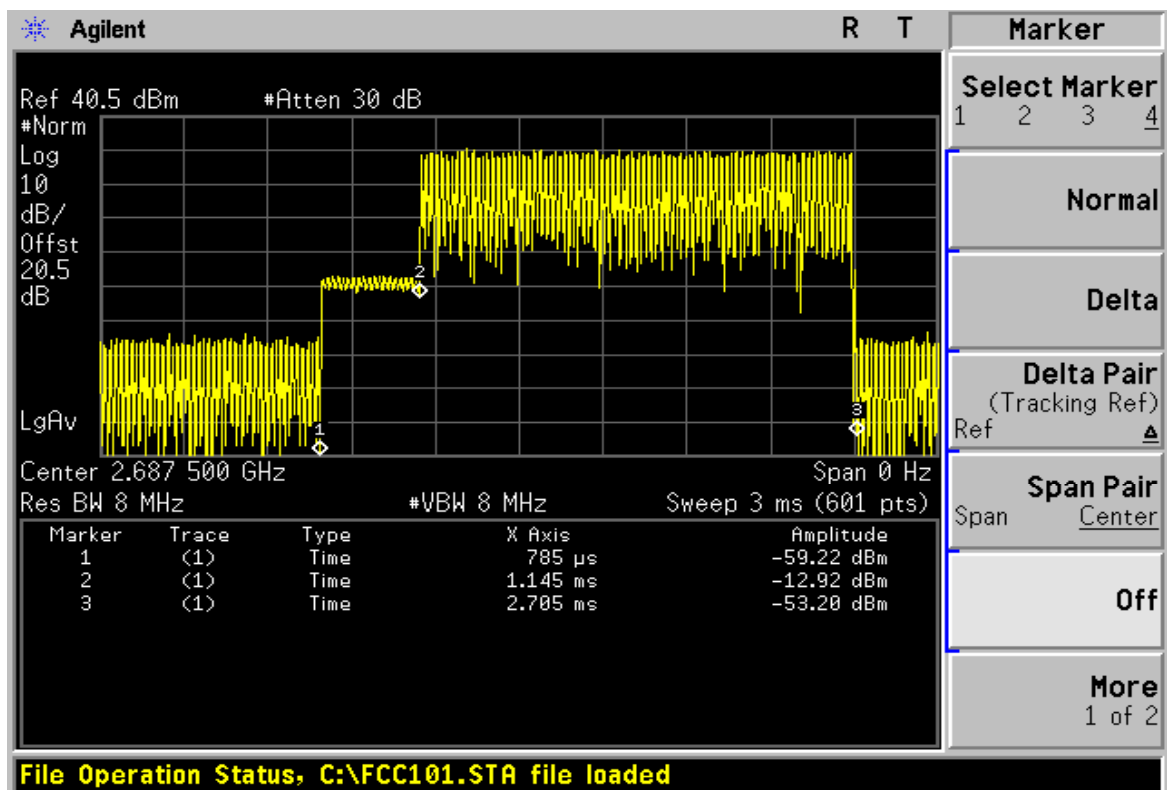 Agilent R T
Ref 40.5 dBm #Atten 30 dB
#Norm
Log
10
dB/
Offst
20.5
dB
LgAv
1
2
3
Center 2.687 500 GHz Span 0 Hz
Res BW 8 MHz #VBW 8 MHz Sweep 3 ms (601 pts)
Marker Trace Type X Axis Amplitude
1 (1) Time 785 µs -59.22 dBm
2 (1) Time 1.145 ms -12.92 dBm
3 (1) Time 2.705 ms -53.20 dBm
File Operation Status, C:\FCC101.STA file loaded
Marker
Select Marker
1 2 3 4
Normal
Delta
Delta Pair
(Tracking Ref)
Ref Δ
Span Pair
Span Center
Off
More
1 of 2